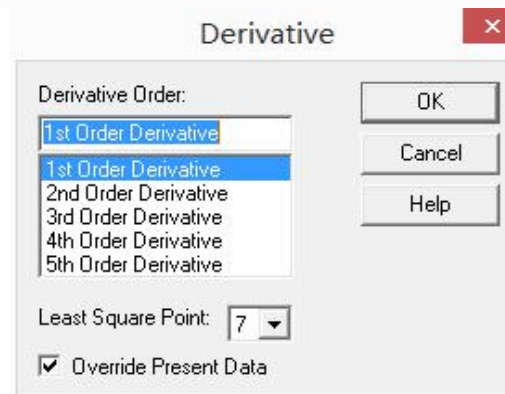 Derivative
×
Derivative Order:
1st Order Derivative
1st Order Derivative
2nd Order Derivative
3rd Order Derivative
4th Order Derivative
5th Order Derivative
OK
Cancel
Help
Least Square Point: 7
Override Present Data